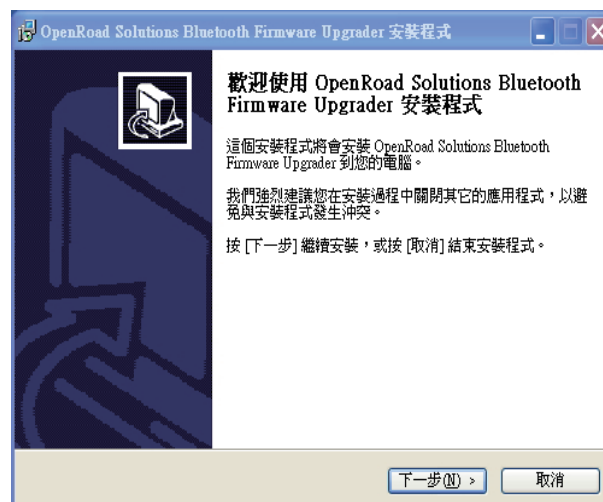 OpenRoad Solutions Bluetooth Firmware Upgrader 安裝程式
歡迎使用 OpenRoad Solutions Bluetooth
Firmware Upgrader 安裝程式
這個安裝程式將會安裝 OpenRoad Solutions Bluetooth
Firmware Upgrader 到您的電腦。
我們強烈建議您在安裝過程中關閉其它的應用程式，以避
免與安裝程式發生沖突。
按 [下一步] 繼續安裝，或按 [取消] 結束安裝程式。
下一步(N) >
取消